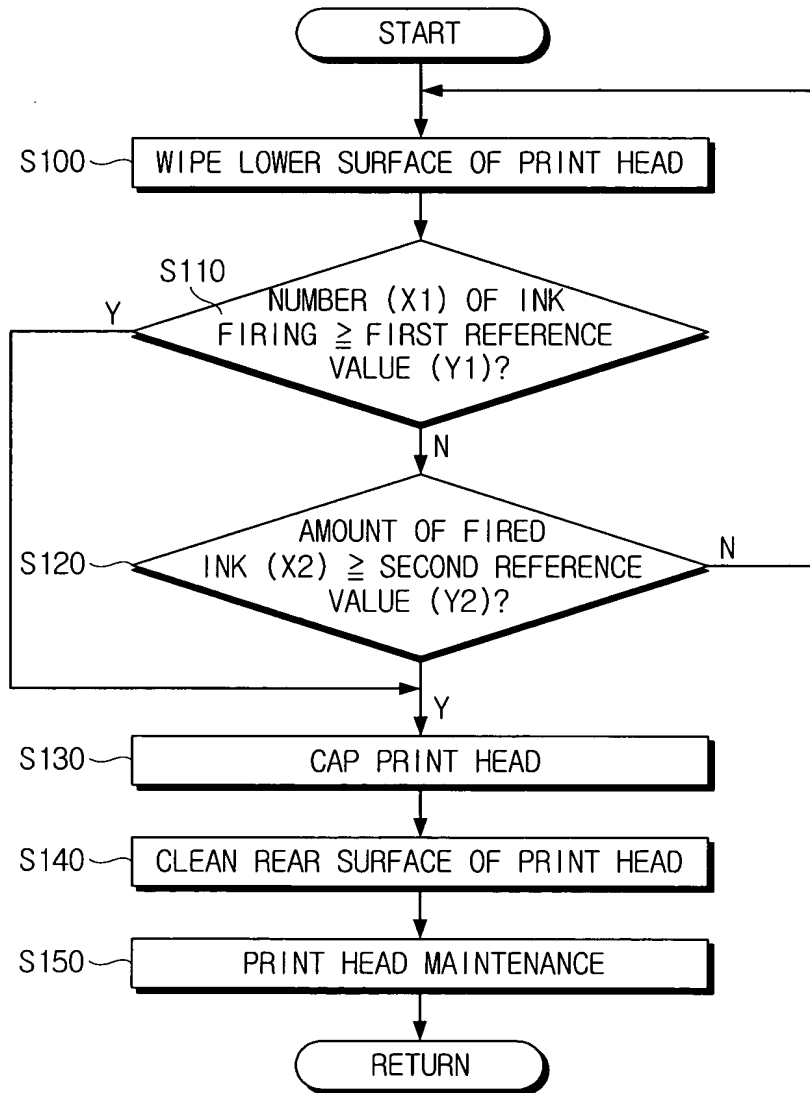 START
S100
WIPE LOWER SURFACE OF PRINT HEAD
S110
Y
NUMBER (X1) OF INK
FIRING ≧ FIRST REFERENCE
VALUE (Y1)?
N
S120
AMOUNT OF FIRED
INK (X2) ≧ SECOND REFERENCE
VALUE (Y2)?
N
Y
S130
CAP PRINT HEAD
S140
CLEAN REAR SURFACE OF PRINT HEAD
S150
PRINT HEAD MAINTENANCE
RETURN